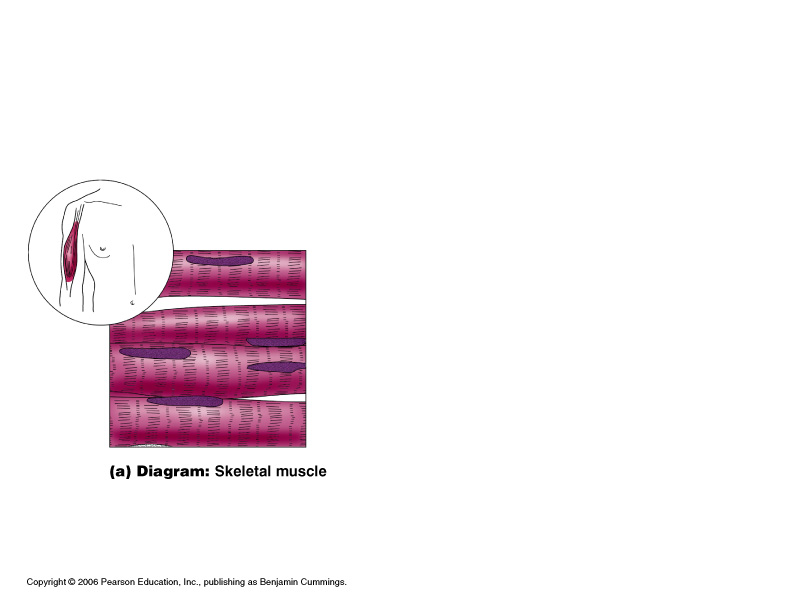 (a) Diagram: Skeletal muscle
Copyright © 2006 Pearson Education, Inc., publishing as Benjamin Cummings.